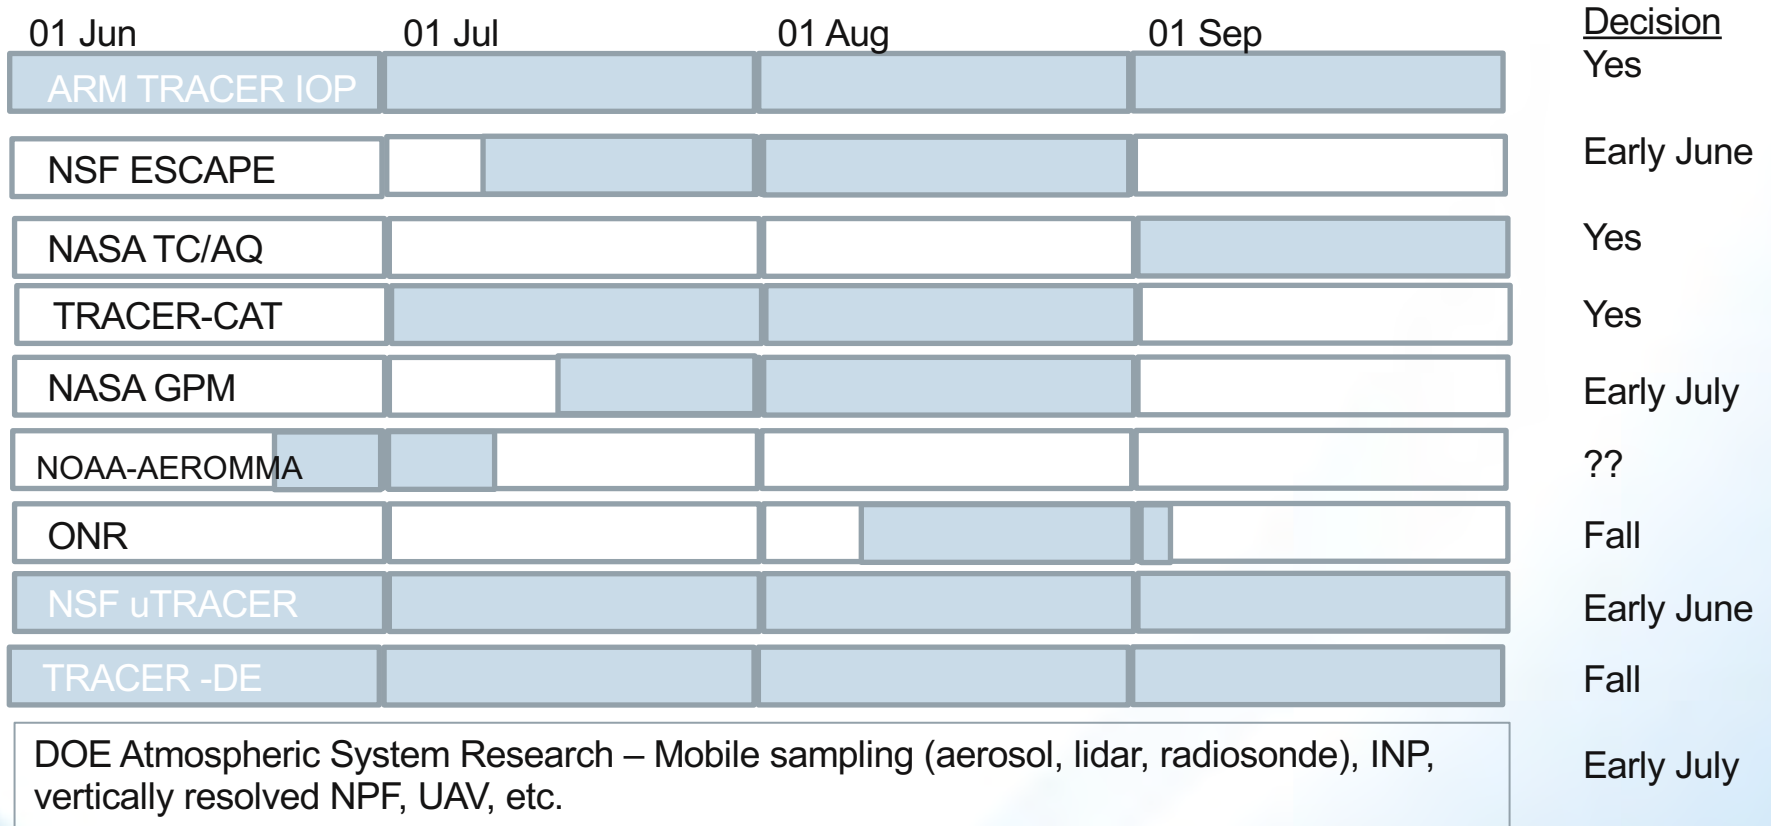 01 Jun 01 Jul 01 Aug 01 Sep Decision
ARM TRACER IOP Yes
NSF ESCAPE Early June
NASA TC/AQ Yes
TRACER-CAT Yes
NASA GPM Early July
NOAA-AEROMMA ??
ONR Fall
NSF uTRACER Early June
TRACER -DE Fall
DOE Atmospheric System Research – Mobile sampling (aerosol, lidar, radiosonde), INP,
vertically resolved NPF, UAV, etc.
Early July